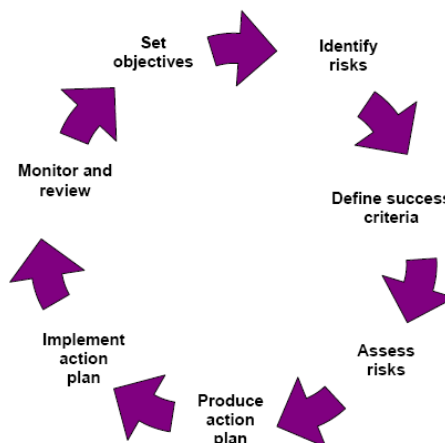 Set
objectives
Identify
risks
Define success
criteria
Assess
risks
Produce
action
plan
Implement
action
plan
Monitor and
review